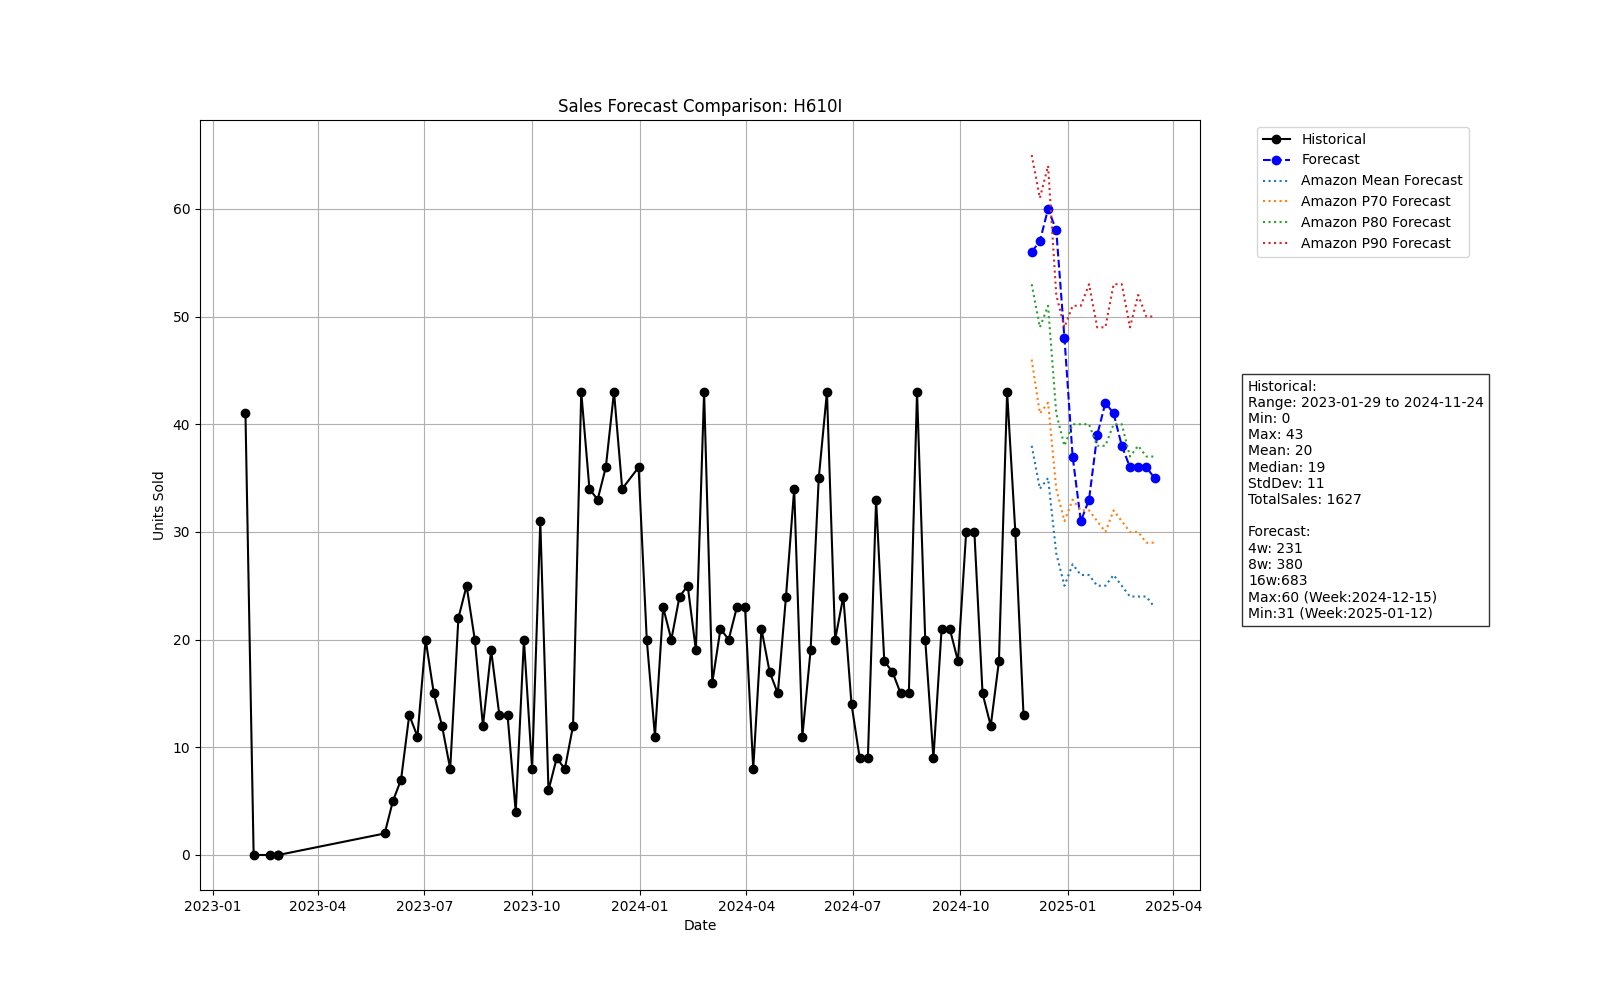 Sales Forecast Comparison: H610I
Units Sold
60
50
40
30
20
10
0
2023-01
2023-04
2023-07
2023-10
2024-01
2024-04
2024-07
2024-10
2025-01
2025-04
Date
Historical
Forecast
Amazon Mean Forecast
Amazon P70 Forecast
Amazon P80 Forecast
Amazon P90 Forecast
Historical:
Range: 2023-01-29 to 2024-11-24
Min: 0
Max: 43
Mean: 20
Median: 19
StdDev: 11
TotalSales: 1627
Forecast:
4w: 231
8w: 380
16w:683
Max:60 (Week:2024-12-15)
Min:31 (Week:2025-01-12)